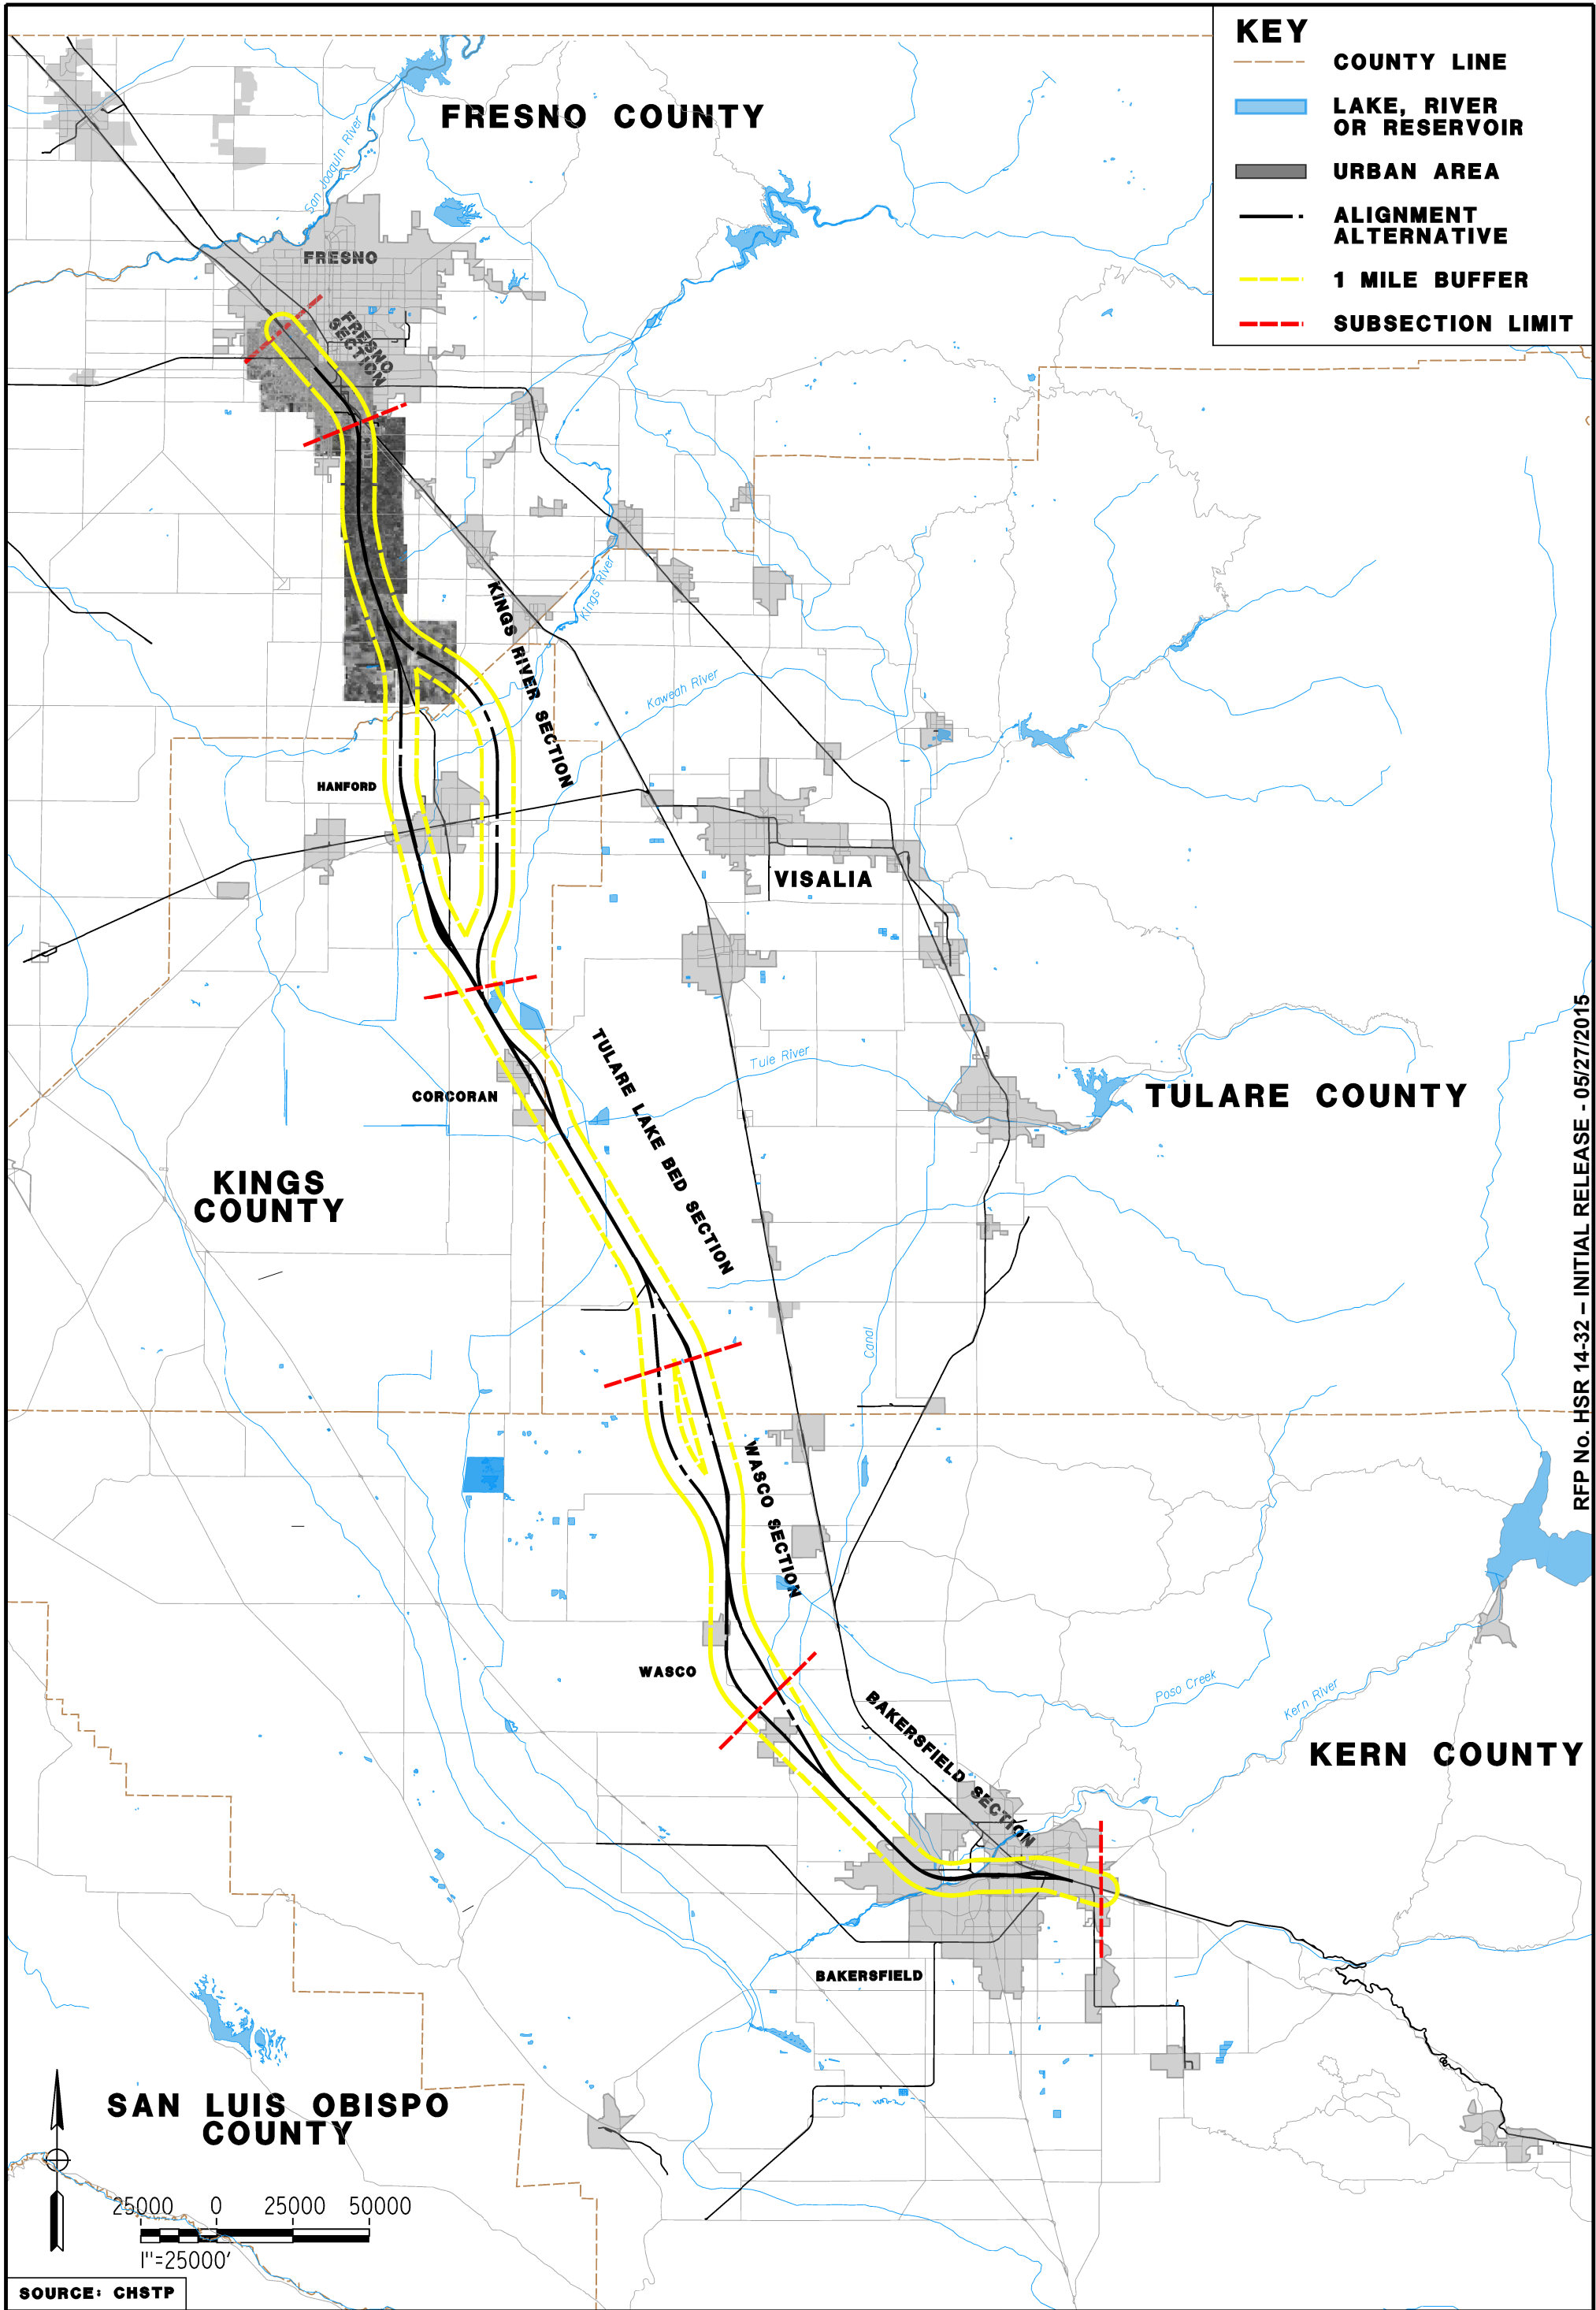 KEY
COUNTY LINE
LAKE, RIVER
OR RESERVOIR
URBAN AREA
ALIGNMENT
ALTERNATIVE
1 MILE BUFFER
SUBSECTION LIMIT
FRESNO COUNTY
San Joaquin River
FRESNO
FRESNO
SECTION
KINGS RIVER SECTION
Kings River
Kaweah River
HANFORD
VISALIA
TULARE LAKE BED SECTION
Tule River
CORCORAN
TULARE COUNTY
KINGS
COUNTY
Canal
WASCO SECTION
WASCO
Poso Creek
Kern River
BAKERSFIELD SECTION
KERN COUNTY
BAKERSFIELD
SAN LUIS OBISPO
COUNTY
25000 0 25000 50000
1"=25000'
SOURCE: CHSTP
RFP No. HSR 14-32 – INITIAL RELEASE - 05/27/2015